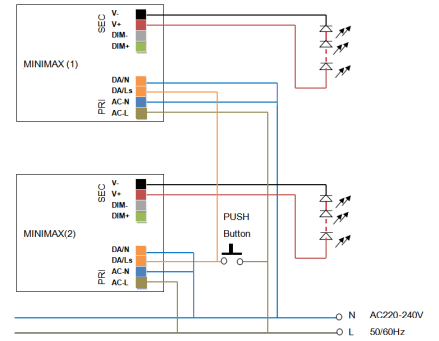 SEC
V-
V+
DIM-
DIM+
MINIMAX (1)
PRI
DA/N
DA/Ls
AC-N
AC-L
SEC
V-
V+
DIM-
DIM+
MINIMAX(2)
PRI
DA/N
DA/Ls
AC-N
AC-L
PUSH
Button
N AC220-240V
L 50/60Hz